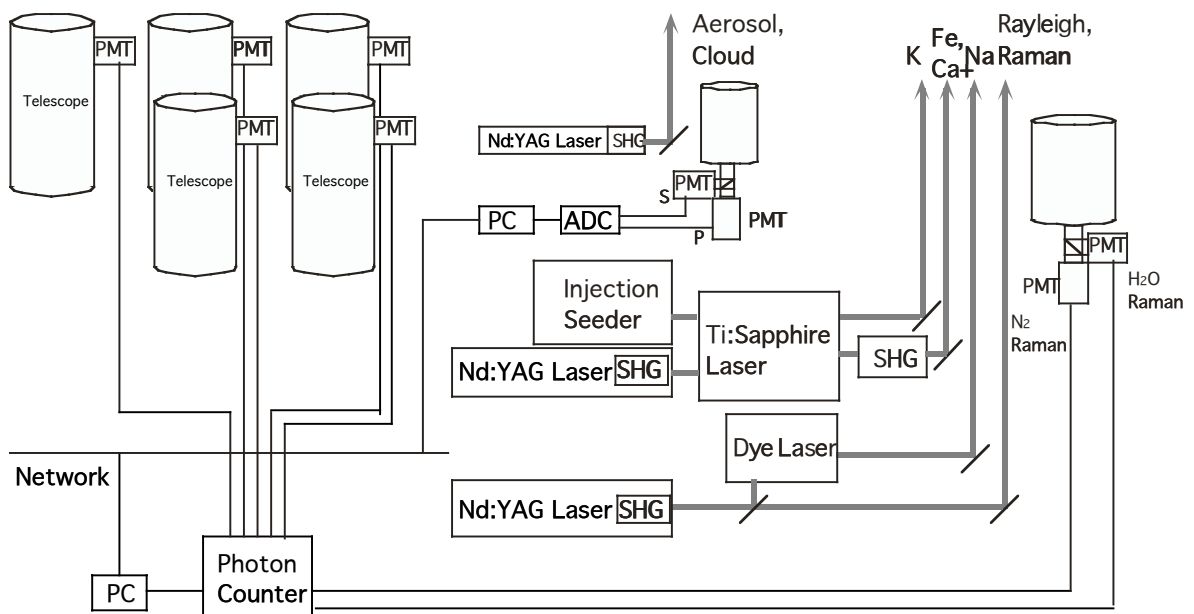 PMT
PMT
PMT
Telescope
PMT
PMT
Telescope
Telescope
Aerosol,
Cloud
Nd:YAG Laser SHG
PMT
S
PC
ADC
P
PMT
K
Fe,
Ca+
Na
Rayleigh,
Raman
PMT
PMT
H2O
Raman
N2
Raman
Injection
Seeder
Ti:Sapphire
Laser
Nd:YAG Laser SHG
SHG
Dye Laser
Nd:YAG Laser SHG
Network
PC
Photon
Counter